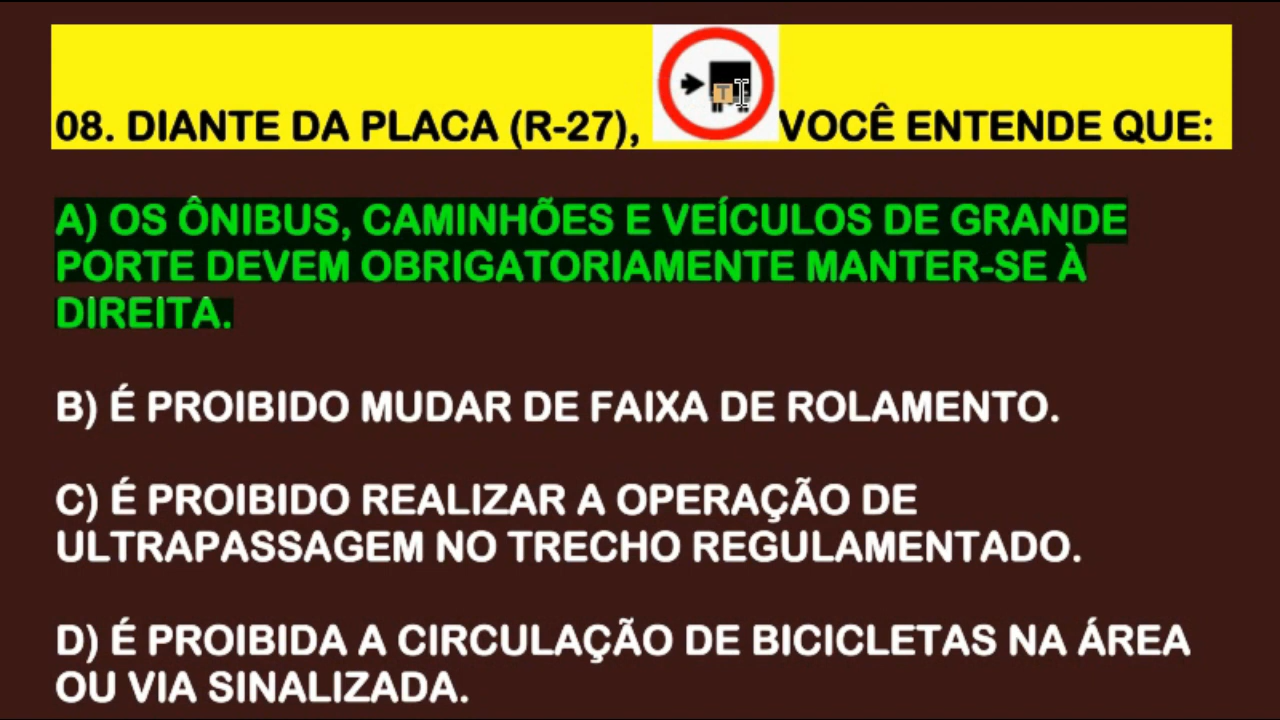 08. DIANTE DA PLACA (R-27), T VOCÊ ENTENDE QUE:
A) OS ÔNIBUS, CAMINHÕES E VEÍCULOS DE GRANDE
PORTE DEVEM OBRIGATORIAMENTE MANTER-SE À
DIREITA.
B) É PROIBIDO MUDAR DE FAIXA DE ROLAMENTO.
C) É PROIBIDO REALIZAR A OPERAÇÃO DE
ULTRAPASSAGEM NO TRECHO REGULAMENTADO.
D) É PROIBIDA A CIRCULAÇÃO DE BICICLETAS NA ÁREA
OU VIA SINALIZADA.